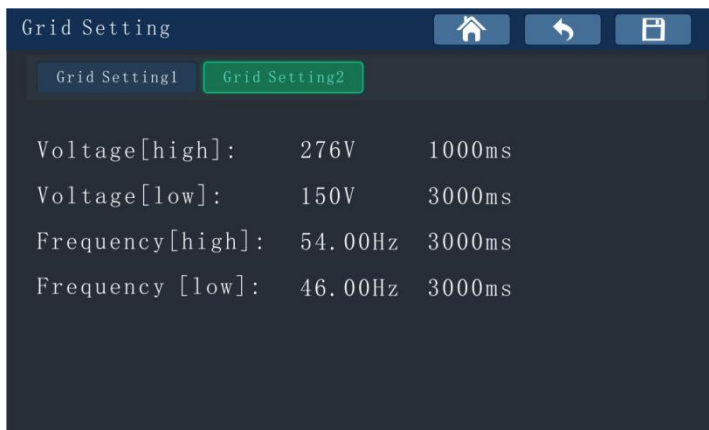 Grid Setting
Grid Setting1 Grid Setting2
Voltage[high]: 276V 1000ms
Voltage[low]: 150V 3000ms
Frequency[high]: 54.00Hz 3000ms
Frequency [low]: 46.00Hz 3000ms